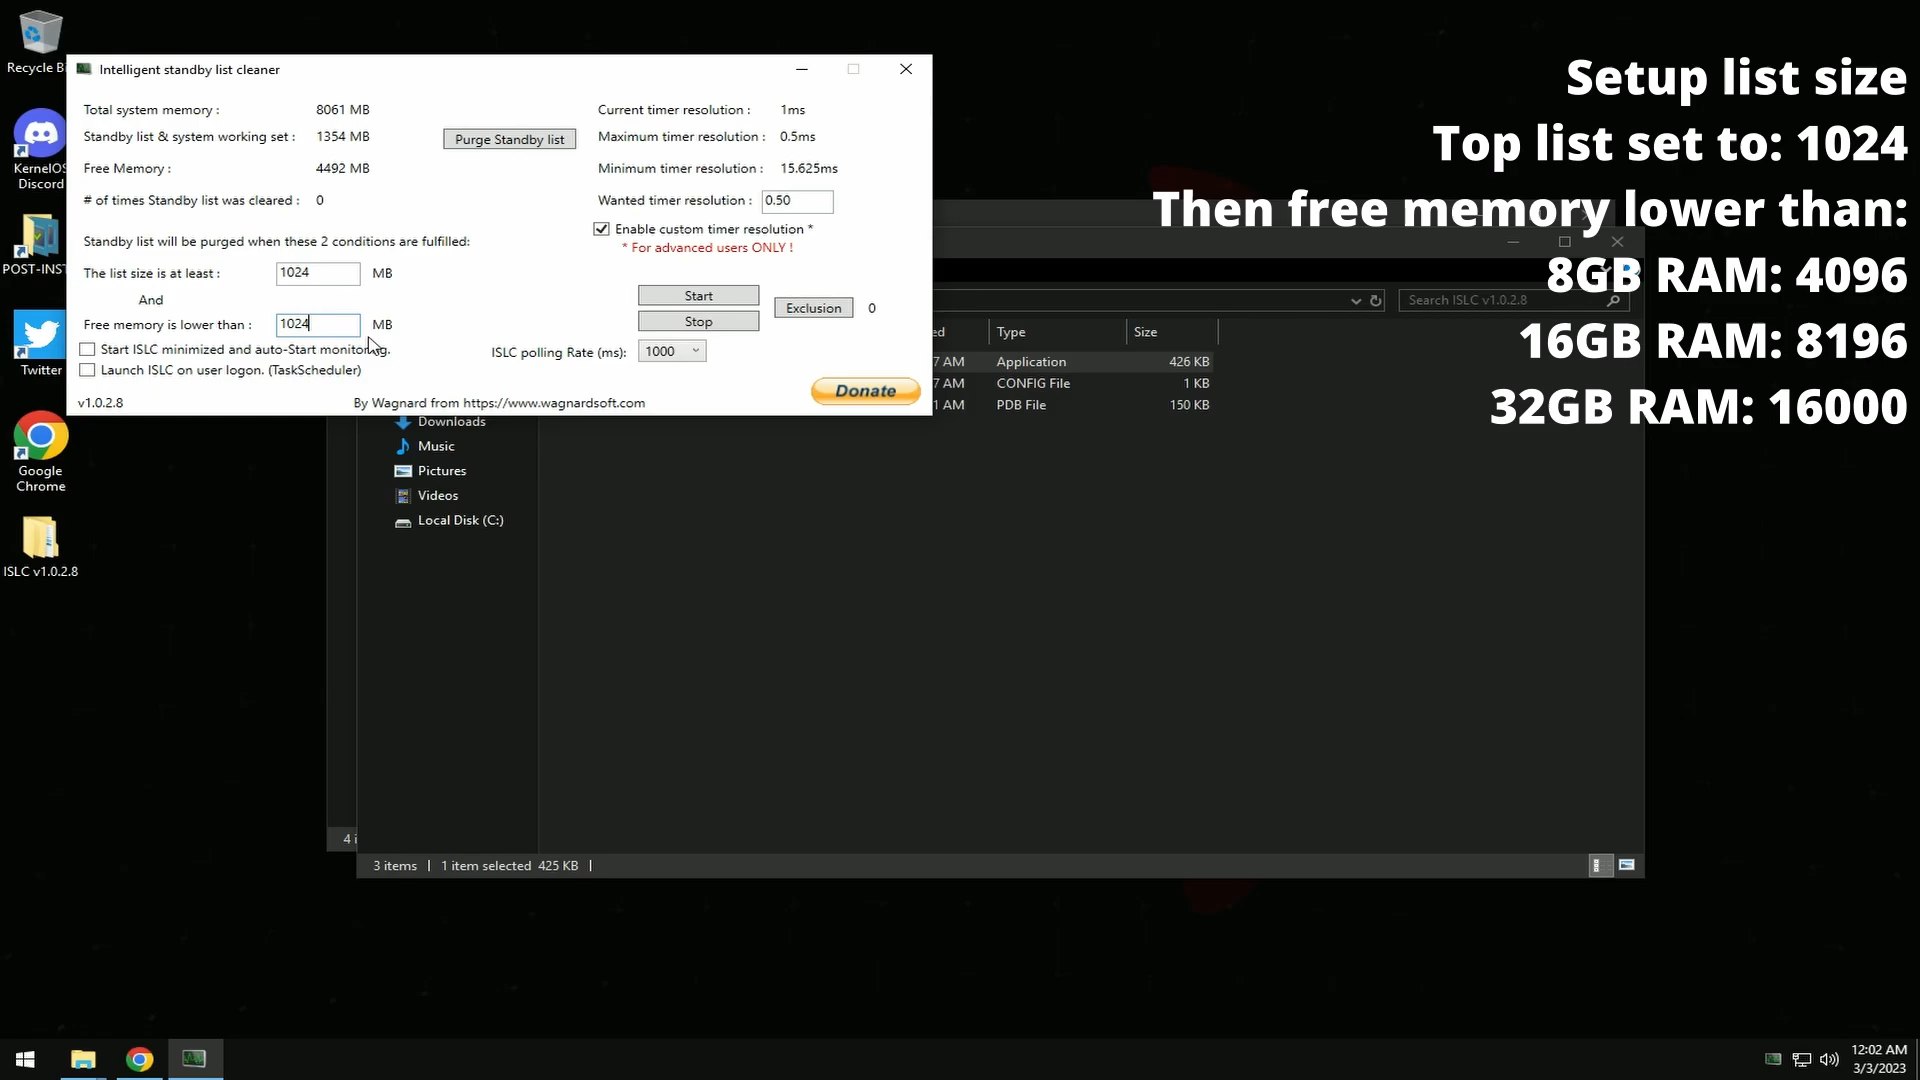 Recycle Bi
KernelOS
Discord
POST-INST
Twitter
Google
Chrome
ISLC v1.0.2.8
Intelligent standby list cleaner
Total system memory : 8061 MB
Standby list & system working set : 1354 MB
Purge Standby list
Free Memory : 4492 MB
# of times Standby list was cleared : 0
Standby list will be purged when these 2 conditions are fulfilled:
The list size is at least : 1024 MB
And
Free memory is lower than : 1024 MB
Start ISLC minimized and auto-Start monitoring.
Launch ISLC on user logon. (TaskScheduler)
v1.0.2.8
By Wagnard from https://www.wagnardsoft.com
Current timer resolution : 1ms
Maximum timer resolution : 0.5ms
Minimum timer resolution : 15.625ms
Wanted timer resolution : 0.50
Enable custom timer resolution *
* For advanced users ONLY !
Start
Stop
Exclusion 0
ISLC polling Rate (ms): 1000
Donate
Setup list size
Top list set to: 1024
Then free memory lower than:
8GB RAM: 4096
16GB RAM: 8196
32GB RAM: 16000
Search ISLC v1.0.2.8
ed Type Size
7 AM Application 426 KB
7 AM CONFIG File 1 KB
1 AM PDB File 150 KB
Downloads
Music
Pictures
Videos
Local Disk (C:)
4 i
3 items 1 item selected 425 KB
12:02 AM
3/3/2023